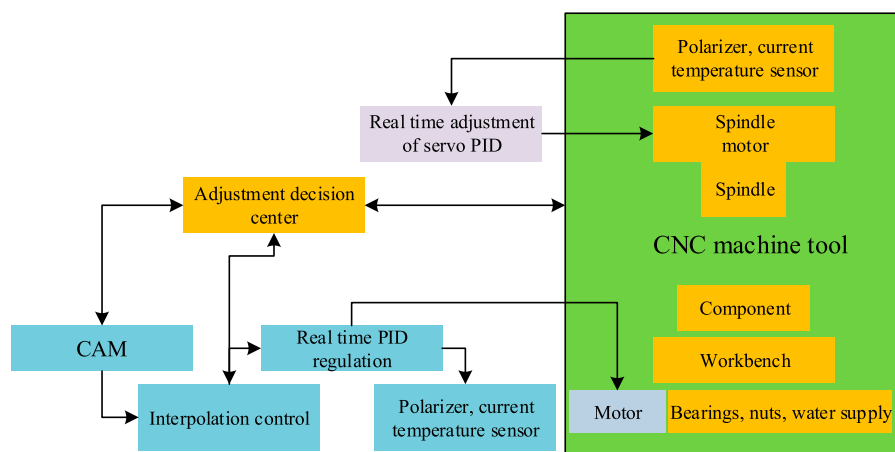 Polarizer, current
temperature sensor
Real time adjustment
of servo PID
Spindle
motor
Spindle
Adjustment decision
center
CNC machine tool
Component
CAM
Real time PID
regulation
Workbench
Interpolation control
Polarizer, current
temperature sensor
Motor
Bearings, nuts, water supply